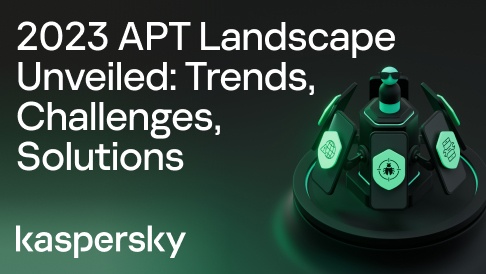 2023 APT Landscape
Unveiled: Trends,
Challenges,
Solutions
kaspersky